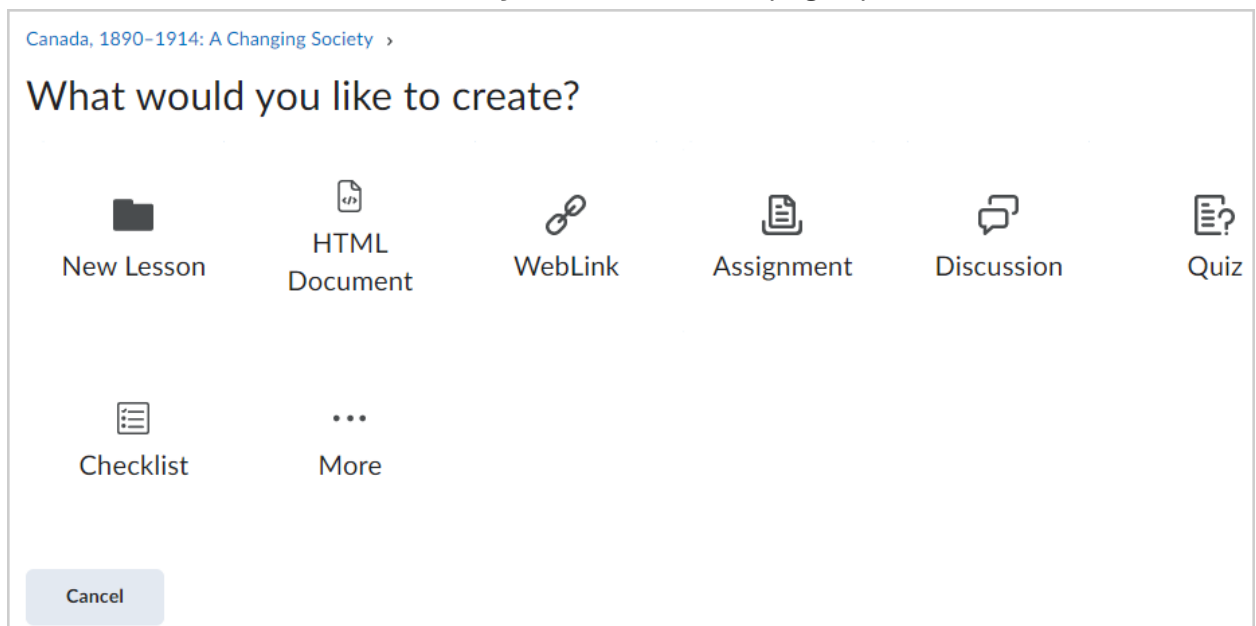 Canada, 1890–1914: A Changing Society ›
What would you like to create?
New Lesson
HTML
Document
WebLink
Assignment
Discussion
Quiz
Checklist
More
Cancel